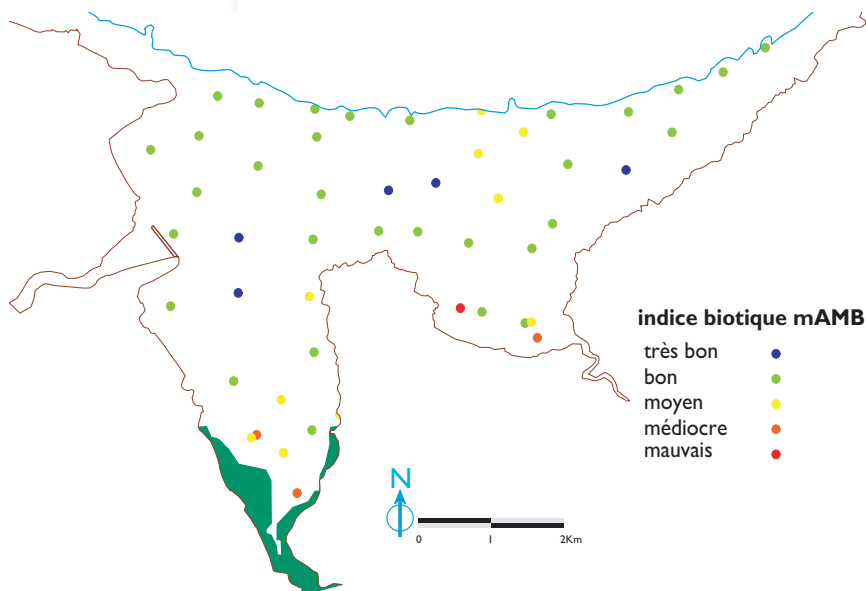 indice biotique mAMB
très bon
bon
moyen
médiocre
mauvais
N
0 1 2Km